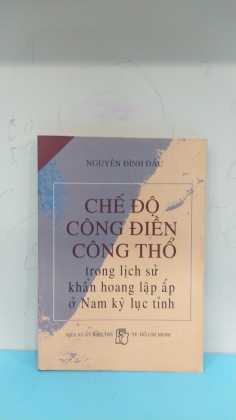 NGUYỄN ĐÌNH ĐẦU
CHẾ ĐỘ
CÔNG ĐIỀN
CÔNG THỔ
trong lịch sử
khẩn hoang lập ấp
ở Nam kỳ lục tỉnh
NHÀ XUẤT BẢN TRẺ TP. HỒ CHÍ MINH